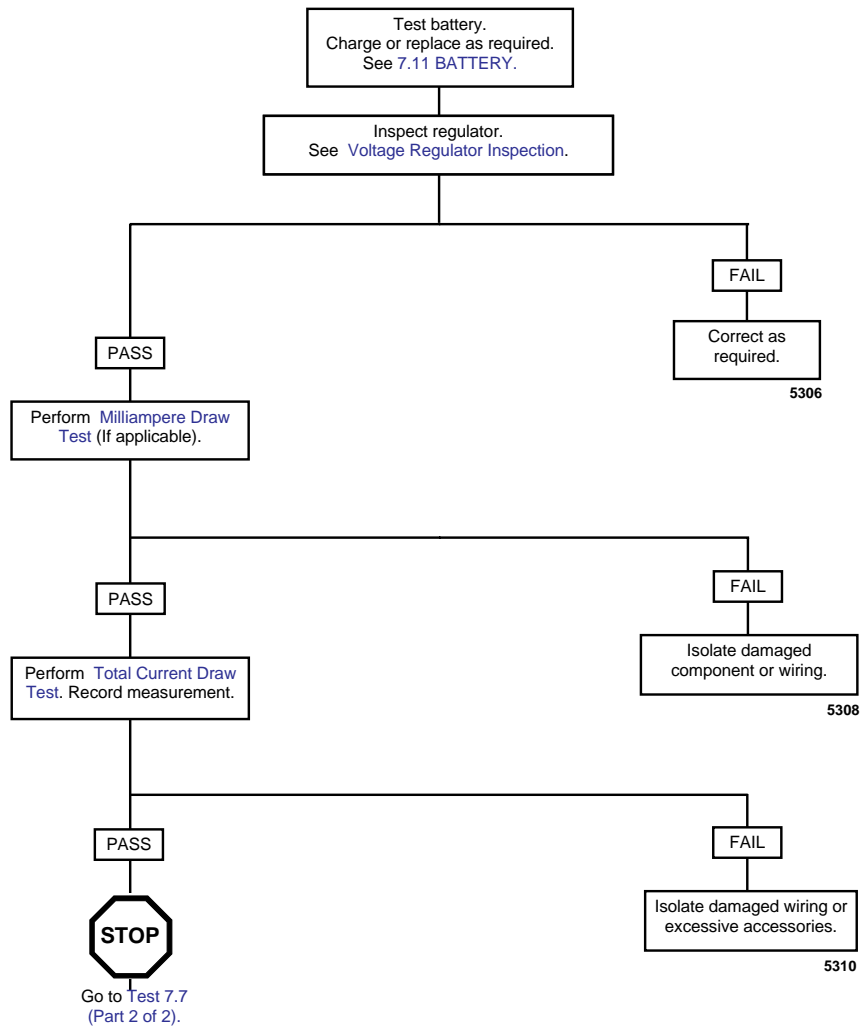 Test battery.
Charge or replace as required.
See 7.11 BATTERY.
Inspect regulator.
See Voltage Regulator Inspection.
FAIL
Correct as
required.
5306
PASS
Perform Milliampere Draw
Test (If applicable).
FAIL
Isolate damaged
component or wiring.
5308
PASS
Perform Total Current Draw
Test. Record measurement.
FAIL
Isolate damaged wiring or
excessive accessories.
5310
PASS
STOP
Go to Test 7.7
(Part 2 of 2).